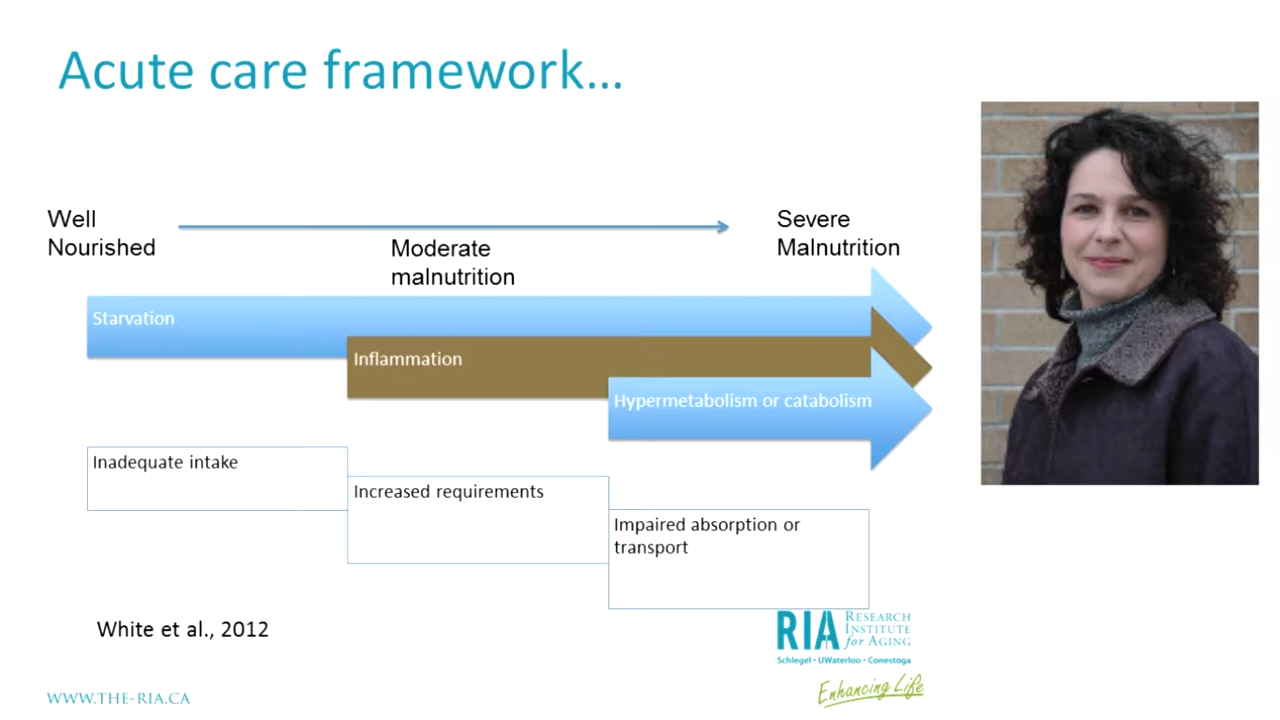 Acute care framework...
Well
Nourished
Moderate
malnutrition
Severe
Malnutrition
Starvation
Inflammation
Hypermetabolism or catabolism
Inadequate intake
Increased requirements
Impaired absorption or
transport
White et al., 2012
RIA RESEARCH
INSTITUTE
for AGING
Schlegel • UWaterloo • Conestoga
Enhancing Life
WWW.THE-RIA.CA